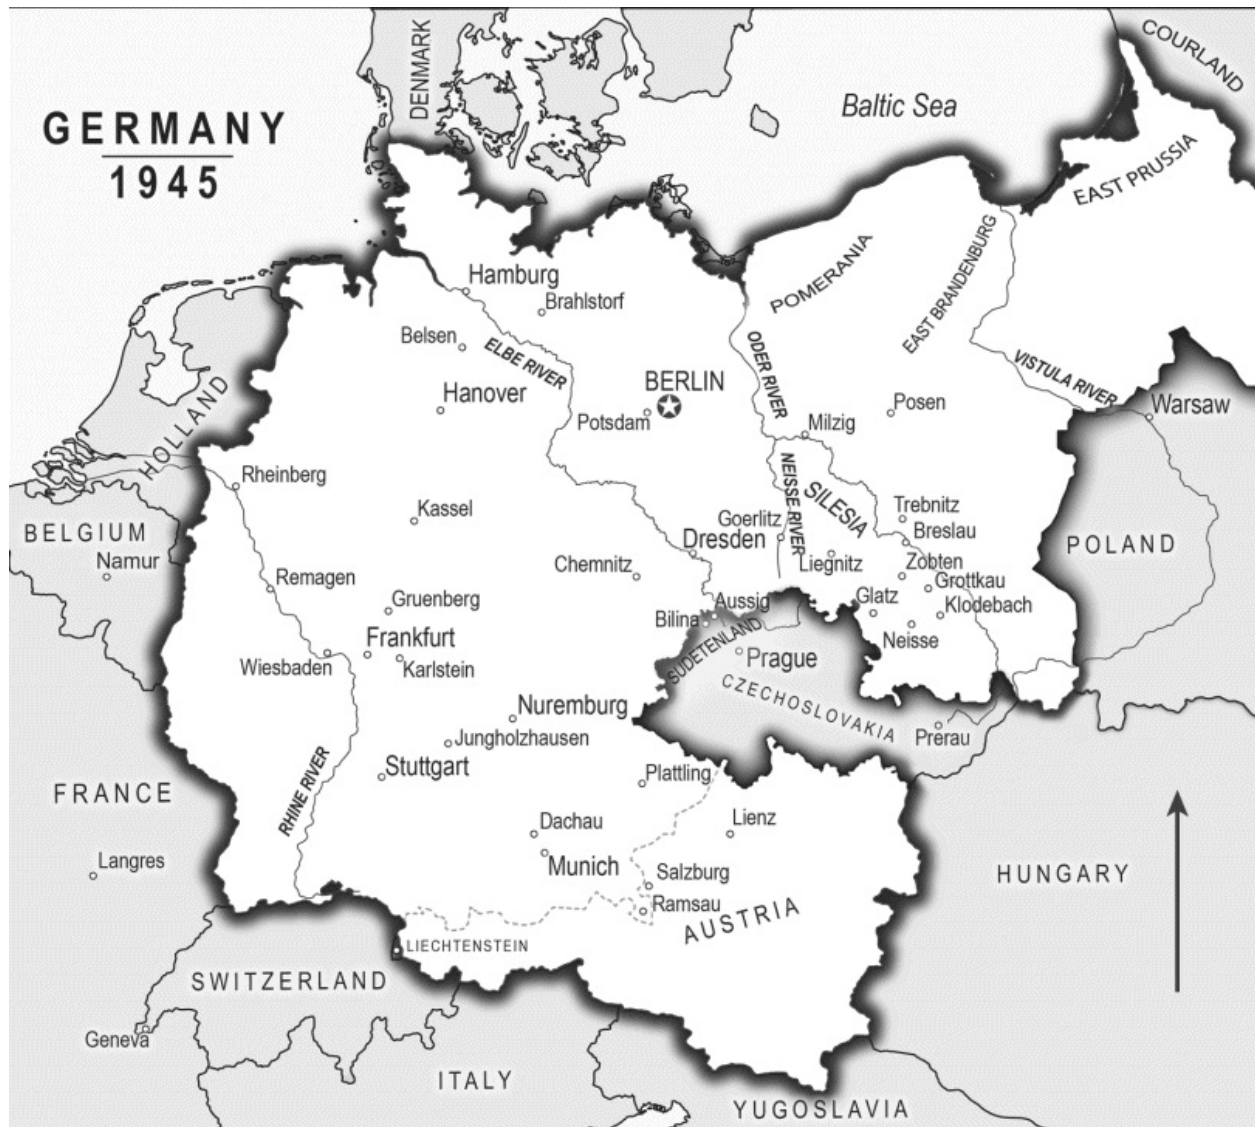 GERMANY
1945
DENMARK
COURLAND
Baltic Sea
EAST PRUSSIA
POMERANIA
EAST BRANDENBURG
Hamburg
Brahlstorf
Belsen
ELBE RIVER
Hanover
BERLIN
Potsdam
ODER RIVER
Milzig
Posen
VISTULA RIVER
Warsaw
HOLLAND
Rheinberg
Kassel
NEISSE RIVER
SILESIA
Trebnitz
Goerlitz
Breslau
BELGIUM
Namur
Dresden
Chemnitz
Liegnitz
Zobten
POLAND
Remagen
Gruenberg
Grottkau
Glatz
Klodebach
Aussig
Bilina
Neisse
Frankfurt
Wiesbaden
Karlstein
SUDETENLAND
Prague
CZECHOSLOVAKIA
Prerau
Nuremburg
Jungholzhausen
Stuttgart
Plattling
FRANCE
RHINE RIVER
Langres
Dachau
Lienz
Munich
Salzburg
Ramsau
AUSTRIA
HUNGARY
LIECHTENSTEIN
SWITZERLAND
Geneva
ITALY
YUGOSLAVIA